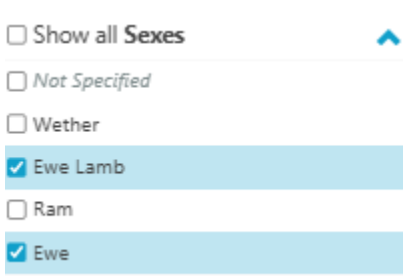 Show all Sexes
Not Specified
Wether
Ewe Lamb
Ram
Ewe